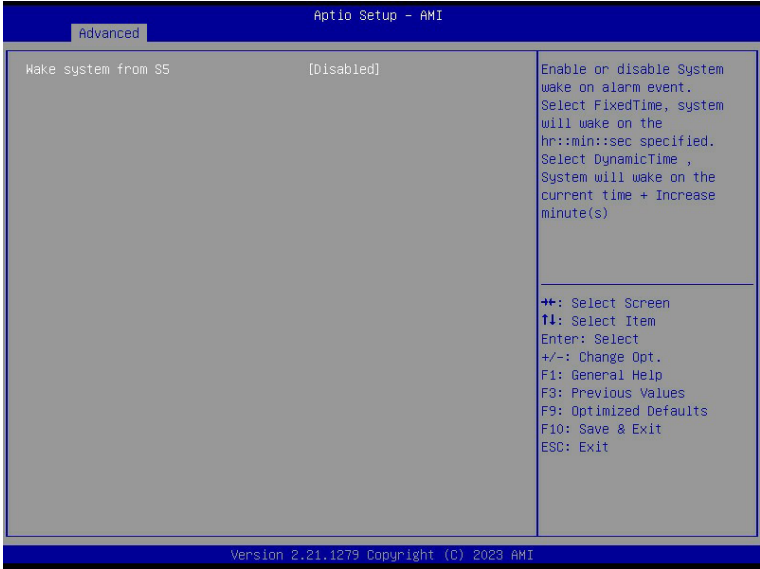 Aptio Setup – AMI
Advanced
Wake system from S5 [Disabled]
Enable or disable System
wake on alarm event.
Select FixedTime, system
will wake on the
hr::min::sec specified.
Select DynamicTime ,
System will wake on the
current time + Increase
minute(s)
→←: Select Screen
↑↓: Select Item
Enter: Select
+/-: Change Opt.
F1: General Help
F3: Previous Values
F9: Optimized Defaults
F10: Save & Exit
ESC: Exit
Version 2.21.1279 Copyright (C) 2023 AMI